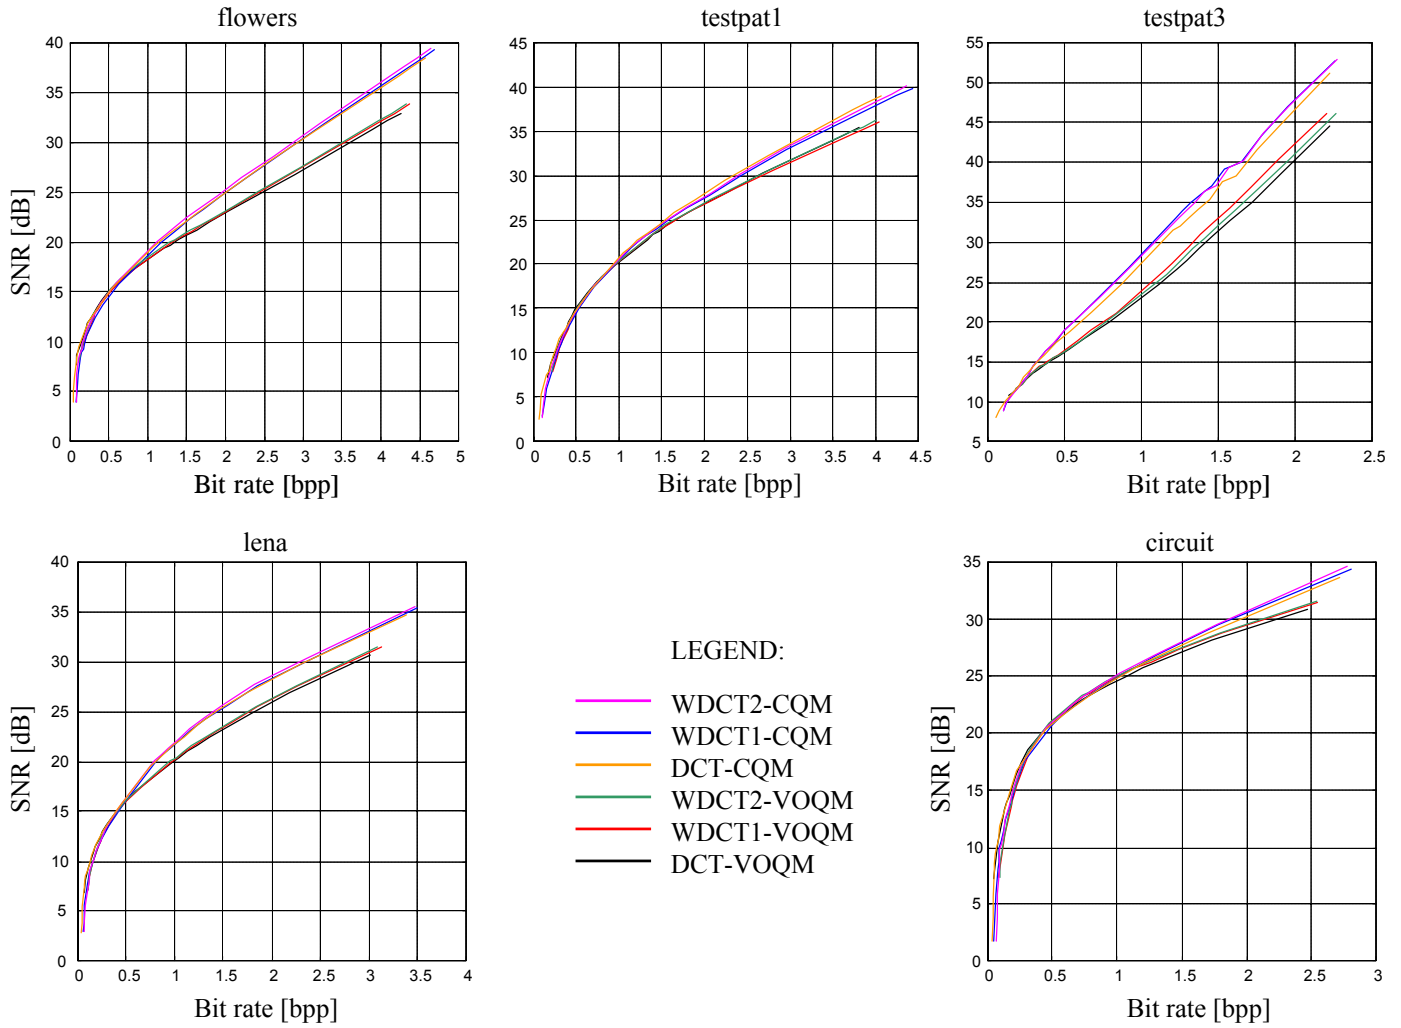 flowers
40
35
30
25
20
15
10
5
0
SNR [dB]
0 0.5 1 1.5 2 2.5 3 3.5 4 4.5 5
Bit rate [bpp]
testpat1
45
40
35
30
25
20
15
10
5
0
0 0.5 1 1.5 2 2.5 3 3.5 4 4.5
Bit rate [bpp]
testpat3
55
50
45
40
35
30
25
20
15
10
5
0 0.5 1 1.5 2 2.5
Bit rate [bpp]
lena
40
35
30
25
20
15
10
5
0
SNR [dB]
0 0.5 1 1.5 2 2.5 3 3.5 4
Bit rate [bpp]
LEGEND:
WDCT2-CQM
WDCT1-CQM
DCT-CQM
WDCT2-VOQM
WDCT1-VOQM
DCT-VOQM
circuit
35
30
25
20
15
10
5
0
SNR [dB]
0 0.5 1 1.5 2 2.5 3
Bit rate [bpp]